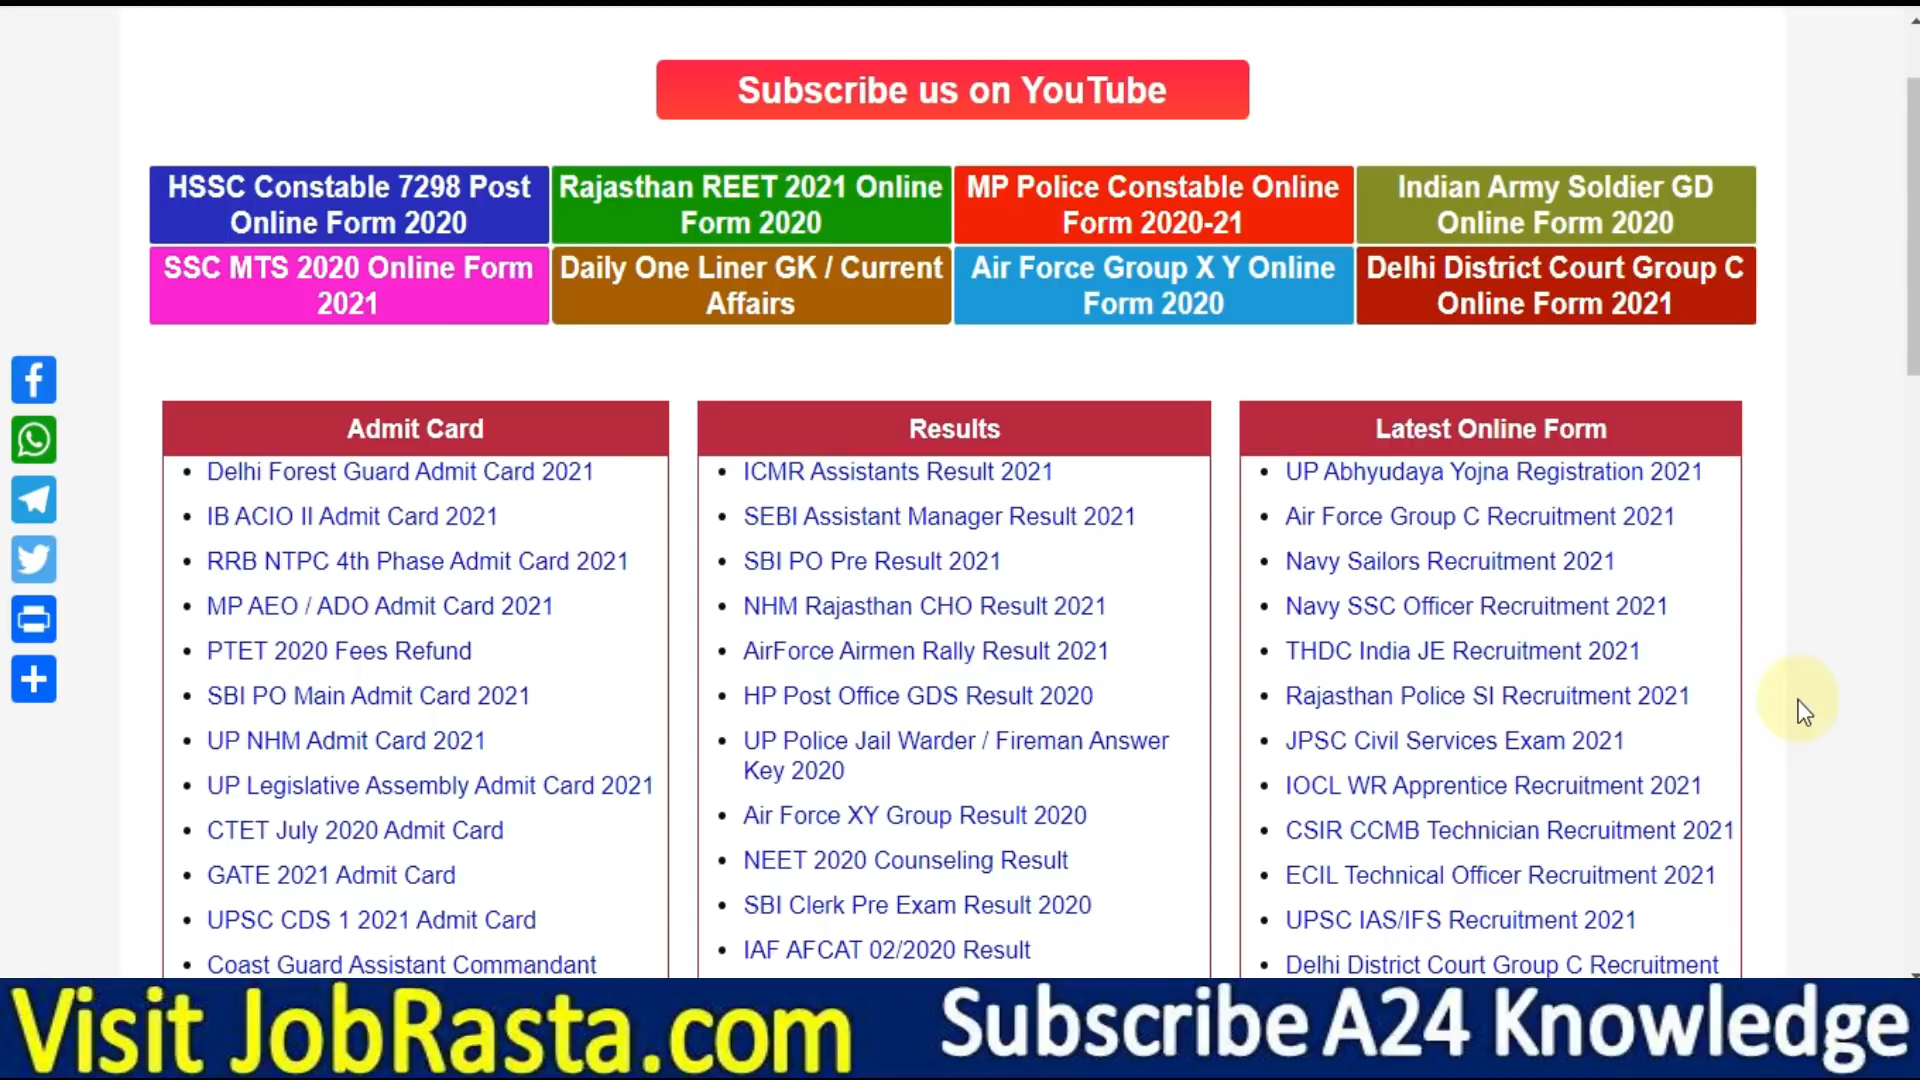 Subscribe us on YouTube
HSSC Constable 7298 Post
Online Form 2020
Rajasthan REET 2021 Online
Form 2020
MP Police Constable Online
Form 2020-21
Indian Army Soldier GD
Online Form 2020
SSC MTS 2020 Online Form
2021
Daily One Liner GK / Current
Affairs
Air Force Group X Y Online
Form 2020
Delhi District Court Group C
Online Form 2021
Admit Card
Delhi Forest Guard Admit Card 2021
IB ACIO II Admit Card 2021
RRB NTPC 4th Phase Admit Card 2021
MP AEO / ADO Admit Card 2021
PTET 2020 Fees Refund
SBI PO Main Admit Card 2021
UP NHM Admit Card 2021
UP Legislative Assembly Admit Card 2021
CTET July 2020 Admit Card
GATE 2021 Admit Card
UPSC CDS 1 2021 Admit Card
Coast Guard Assistant Commandant
Results
ICMR Assistants Result 2021
SEBI Assistant Manager Result 2021
SBI PO Pre Result 2021
NHM Rajasthan CHO Result 2021
AirForce Airmen Rally Result 2021
HP Post Office GDS Result 2020
UP Police Jail Warder / Fireman Answer
Key 2020
Air Force XY Group Result 2020
NEET 2020 Counseling Result
SBI Clerk Pre Exam Result 2020
IAF AFCAT 02/2020 Result
Latest Online Form
UP Abhyudaya Yojna Registration 2021
Air Force Group C Recruitment 2021
Navy Sailors Recruitment 2021
Navy SSC Officer Recruitment 2021
THDC India JE Recruitment 2021
Rajasthan Police SI Recruitment 2021
JPSC Civil Services Exam 2021
IOCL WR Apprentice Recruitment 2021
CSIR CCMB Technician Recruitment 2021
ECIL Technical Officer Recruitment 2021
UPSC IAS/IFS Recruitment 2021
Delhi District Court Group C Recruitment
Visit JobRasta.com
Subscribe A24 Knowledge